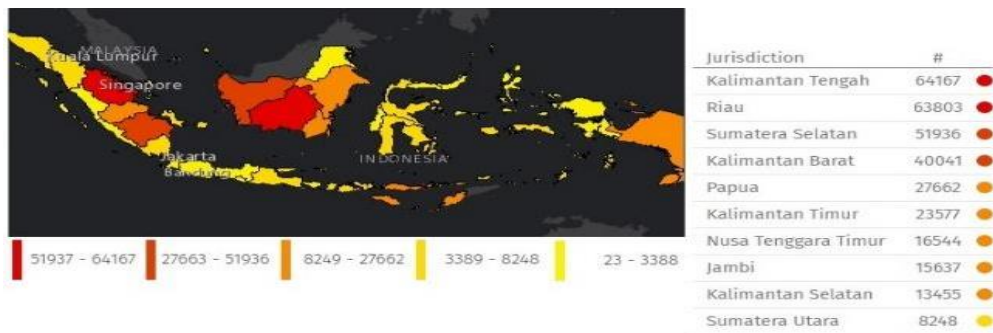 MALAYSIA
Kuala Lumpur
Singapore
Jakarta
Bandung
INDONESIA
51937 - 64167
27663 - 51936
8249 - 27662
3389 - 8248
23 - 3388
Jurisdiction #
Kalimantan Tengah 64167
Riau 63803
Sumatera Selatan 51936
Kalimantan Barat 40041
Papua 27662
Kalimantan Timur 23577
Nusa Tenggara Timur 16544
Jambi 15637
Kalimantan Selatan 13455
Sumatera Utara 8248